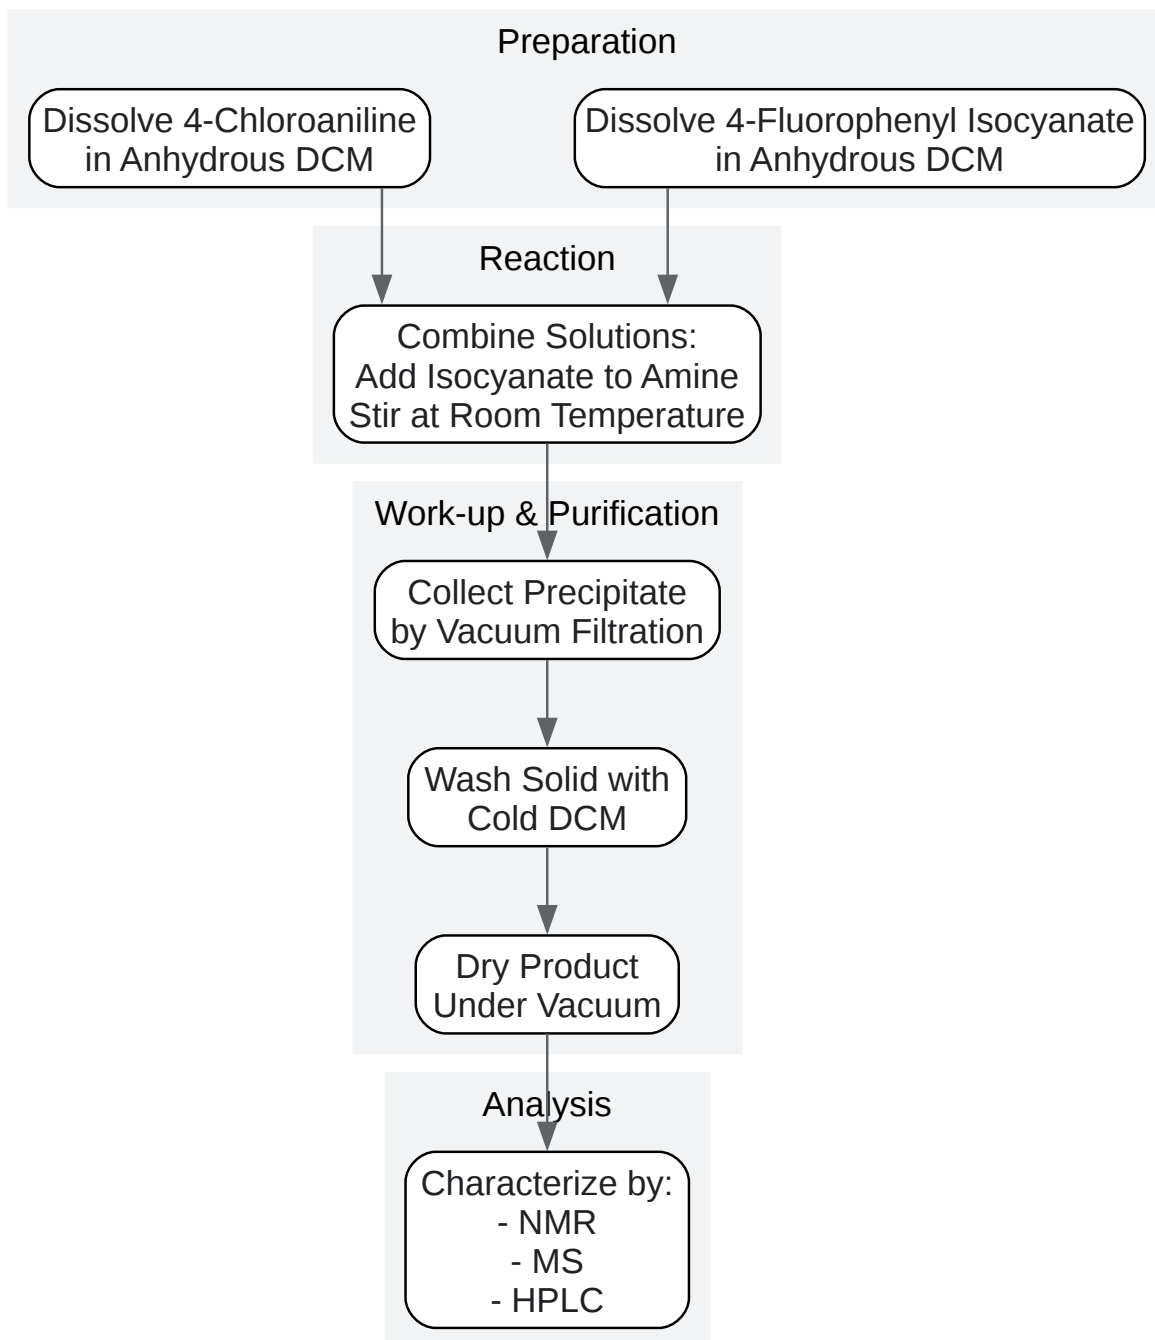 Preparation
Dissolve 4-Chloroaniline
in Anhydrous DCM
Dissolve 4-Fluorophenyl Isocyanate
in Anhydrous DCM
Reaction
Combine Solutions:
Add Isocyanate to Amine
Stir at Room Temperature
Work-up & Purification
Collect Precipitate
by Vacuum Filtration
Wash Solid with
Cold DCM
Dry Product
Under Vacuum
Analysis
Characterize by:
- NMR
- MS
- HPLC